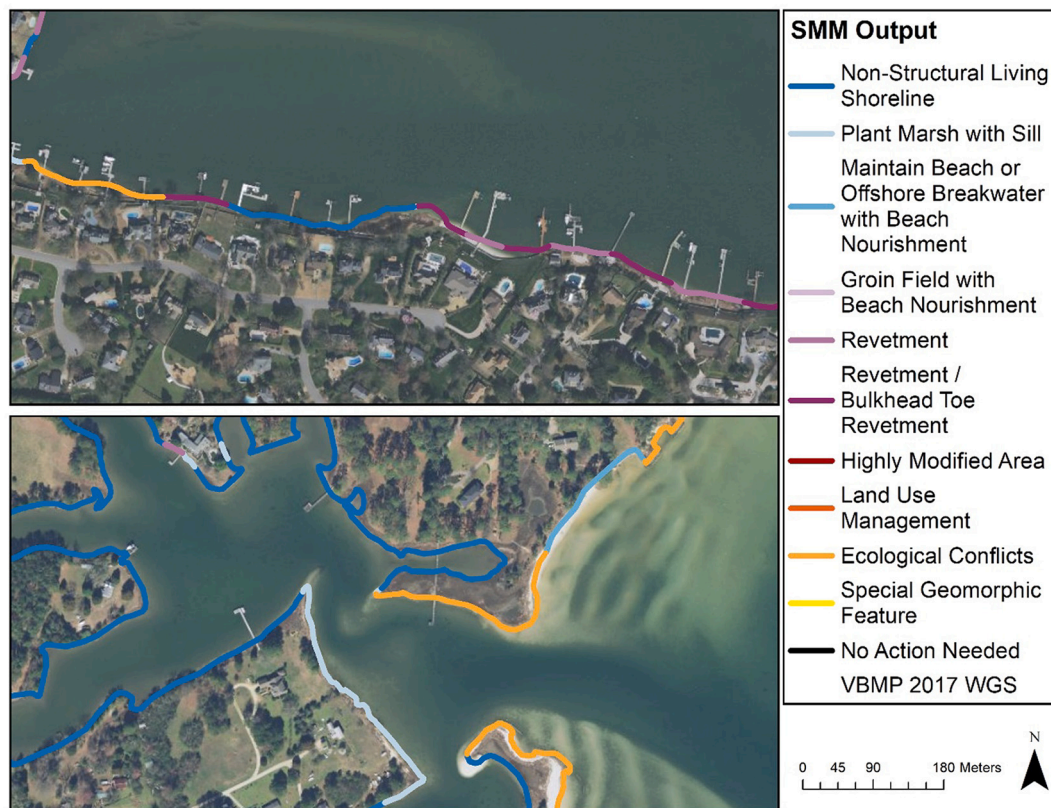 SMM Output
Non-Structural Living
Shoreline
Plant Marsh with Sill
Maintain Beach or
Offshore Breakwater
with Beach
Nourishment
Groin Field with
Beach Nourishment
Revetment
Revetment /
Bulkhead Toe
Revetment
Highly Modified Area
Land Use
Management
Ecological Conflicts
Special Geomorphic
Feature
No Action Needed
VBMP 2017 WGS
N
0 45 90 180 Meters